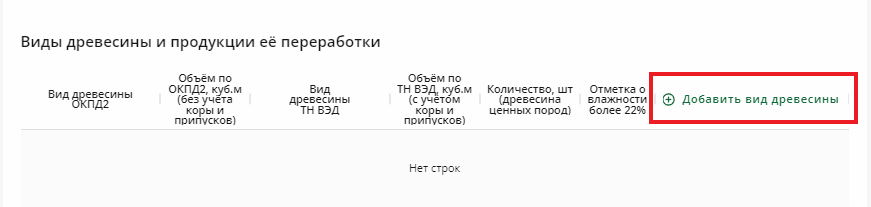 Виды древесины и продукции её переработки
Вид древесины
ОКПД2
Объём по
ОКПД2, куб.м
(без учёта
коры и
припусков)
Вид
древесины
ТН ВЭД
Объём по
ТН ВЭД, куб.м
(с учётом
коры и
припусков)
Количество, шт
(древесина
ценных пород)
Отметка о
влажности
более 22%
Добавить вид древесины
Нет строк